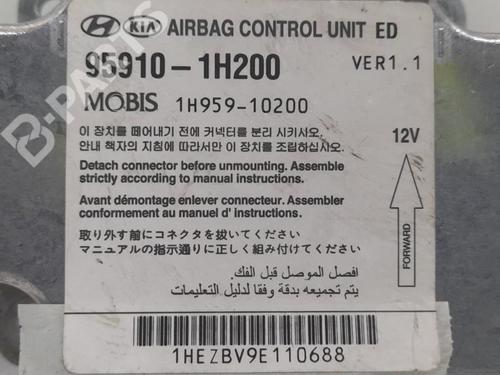 HYUNDAI KIA AIRBAG CONTROL UNIT ED
95910-1H200 VER1.1
MOBIS 1H959-10200
이 장치를 떼어내기 전에 커넥터를 분리 시키시오.
안내 책자의 지침에 따라서만 이 장치를 조립하십시오.
12V
Detach connector before unmounting. Assemble
strictly according to manual instructions.
Avant démontage enlever connecteur. Assembler
conformement au manuel d' instructions.
FORWARD
取り外す前にコネクタを抜いてください
マニュアルの指示通りに正しく組み付けてください
افصل الموصل قبل الفك.
يتم تجميعه بدقة وفقا لدليل التعليمات
1HEZBV9E110688
B-PARTS